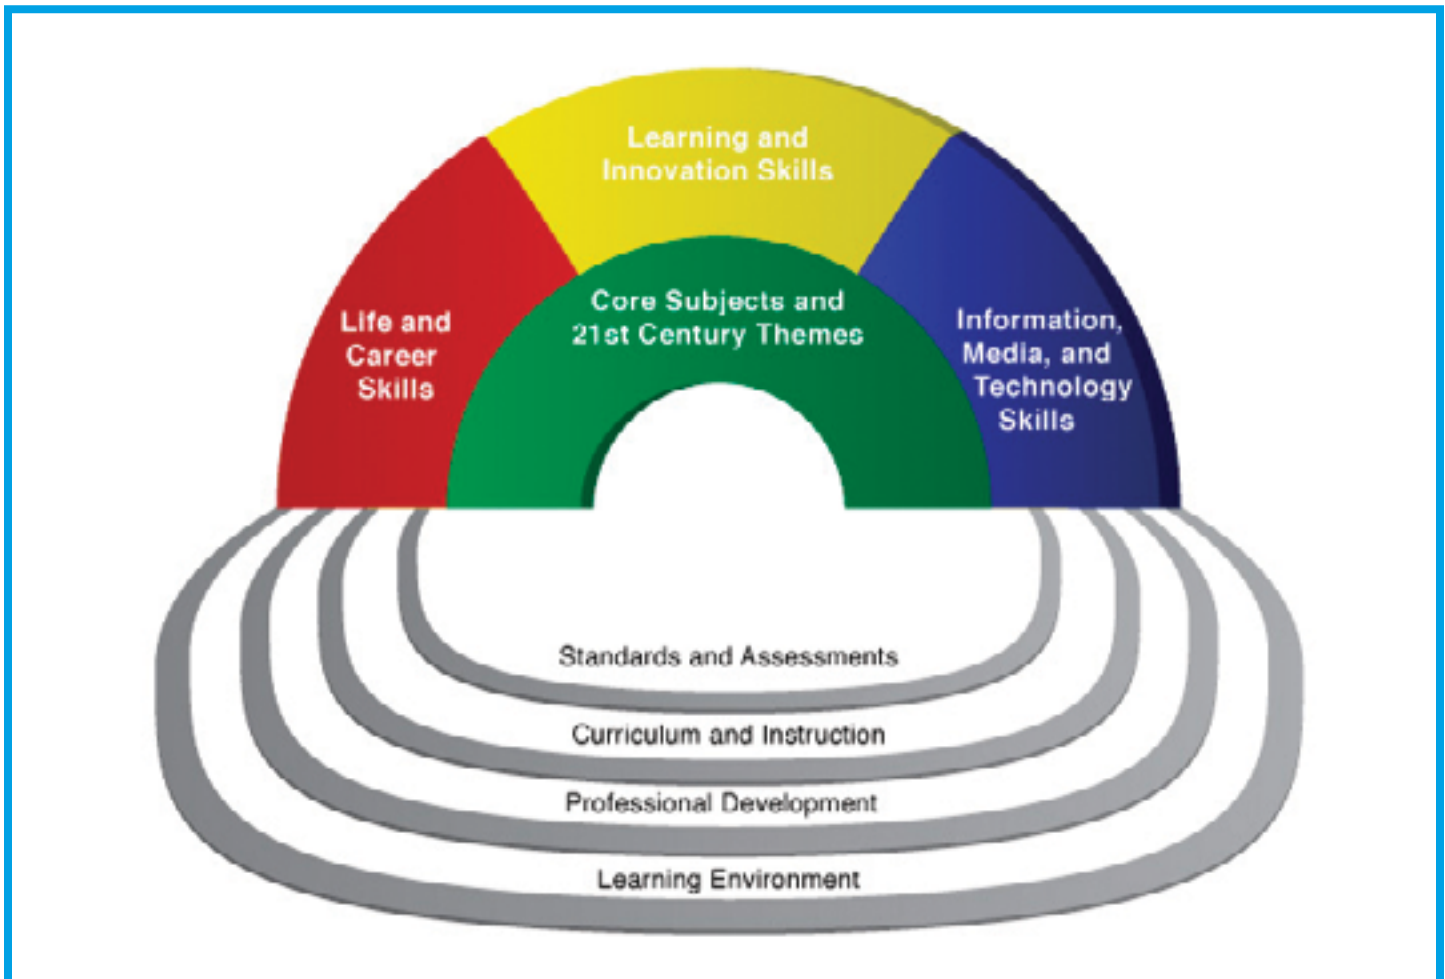 Learning and
Innovation Skills
Core Subjects and
21st Century Themes
Life and
Career
Skills
Information,
Media, and
Technology
Skills
Standards and Assessments
Curriculum and Instruction
Professional Development
Learning Environment